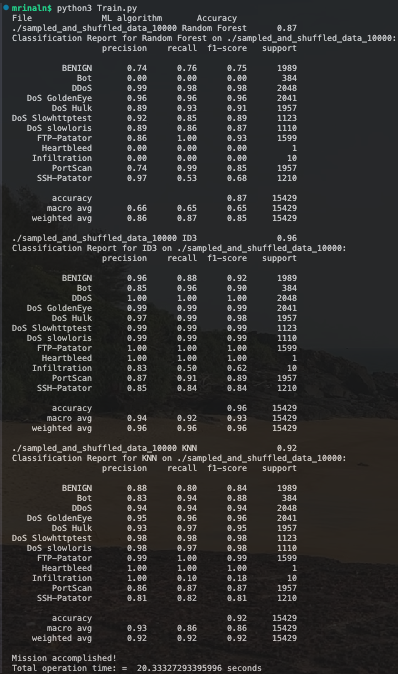 mrinaln$ python3 Train.py
File ML algorithm Accuracy
./sampled_and_shuffled_data_10000 Random Forest 0.87
Classification Report for Random Forest on ./sampled_and_shuffled_data_10000:
precision recall f1-score support
BENIGN 0.74 0.76 0.75 1989
Bot 0.00 0.00 0.00 384
DDoS 0.99 0.98 0.98 2048
DoS GoldenEye 0.96 0.96 0.96 2041
DoS Hulk 0.89 0.93 0.91 1957
DoS Slowhttptest 0.92 0.85 0.89 1123
DoS slowloris 0.89 0.86 0.87 1110
FTP-Patator 0.86 1.00 0.93 1599
Heartbleed 0.00 0.00 0.00 1
Infiltration 0.00 0.00 0.00 10
PortScan 0.74 0.99 0.85 1957
SSH-Patator 0.97 0.53 0.68 1210
accuracy 0.87 15429
macro avg 0.66 0.65 0.65 15429
weighted avg 0.86 0.87 0.85 15429
./sampled_and_shuffled_data_10000 ID3 0.96
Classification Report for ID3 on ./sampled_and_shuffled_data_10000:
precision recall f1-score support
BENIGN 0.96 0.88 0.92 1989
Bot 0.85 0.96 0.90 384
DDoS 1.00 1.00 1.00 2048
DoS GoldenEye 0.99 0.99 0.99 2041
DoS Hulk 0.97 0.99 0.98 1957
DoS Slowhttptest 0.99 0.99 0.99 1123
DoS slowloris 0.99 0.99 0.99 1110
FTP-Patator 1.00 1.00 1.00 1599
Heartbleed 1.00 1.00 1.00 1
Infiltration 0.83 0.50 0.62 10
PortScan 0.87 0.91 0.89 1957
SSH-Patator 0.85 0.84 0.84 1210
accuracy 0.96 15429
macro avg 0.94 0.92 0.93 15429
weighted avg 0.96 0.96 0.96 15429
./sampled_and_shuffled_data_10000 KNN 0.92
Classification Report for KNN on ./sampled_and_shuffled_data_10000:
precision recall f1-score support
BENIGN 0.88 0.80 0.84 1989
Bot 0.83 0.94 0.88 384
DDoS 0.94 0.94 0.94 2048
DoS GoldenEye 0.95 0.96 0.96 2041
DoS Hulk 0.93 0.97 0.95 1957
DoS Slowhttptest 0.98 0.98 0.98 1123
DoS slowloris 0.98 0.97 0.98 1110
FTP-Patator 0.99 1.00 0.99 1599
Heartbleed 1.00 1.00 1.00 1
Infiltration 1.00 0.10 0.18 10
PortScan 0.86 0.87 0.87 1957
SSH-Patator 0.81 0.82 0.81 1210
accuracy 0.92 15429
macro avg 0.93 0.86 0.86 15429
weighted avg 0.92 0.92 0.92 15429
Mission accomplished!
Total operation time: = 20.33327293395996 seconds